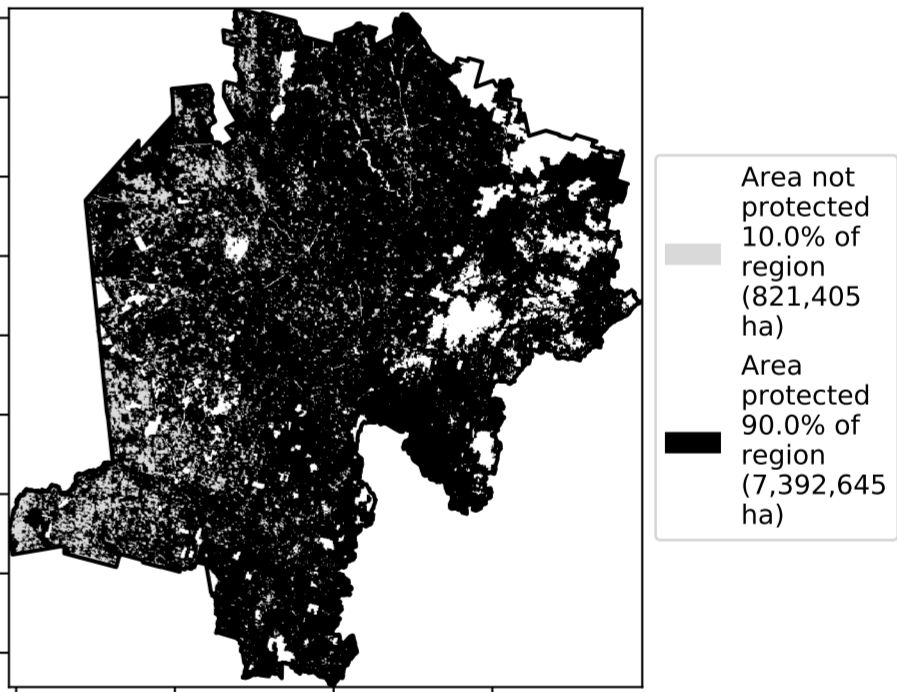 Area not
protected
10.0% of
region
(821,405
ha)
Area
protected
90.0% of
region
(7,392,645
ha)